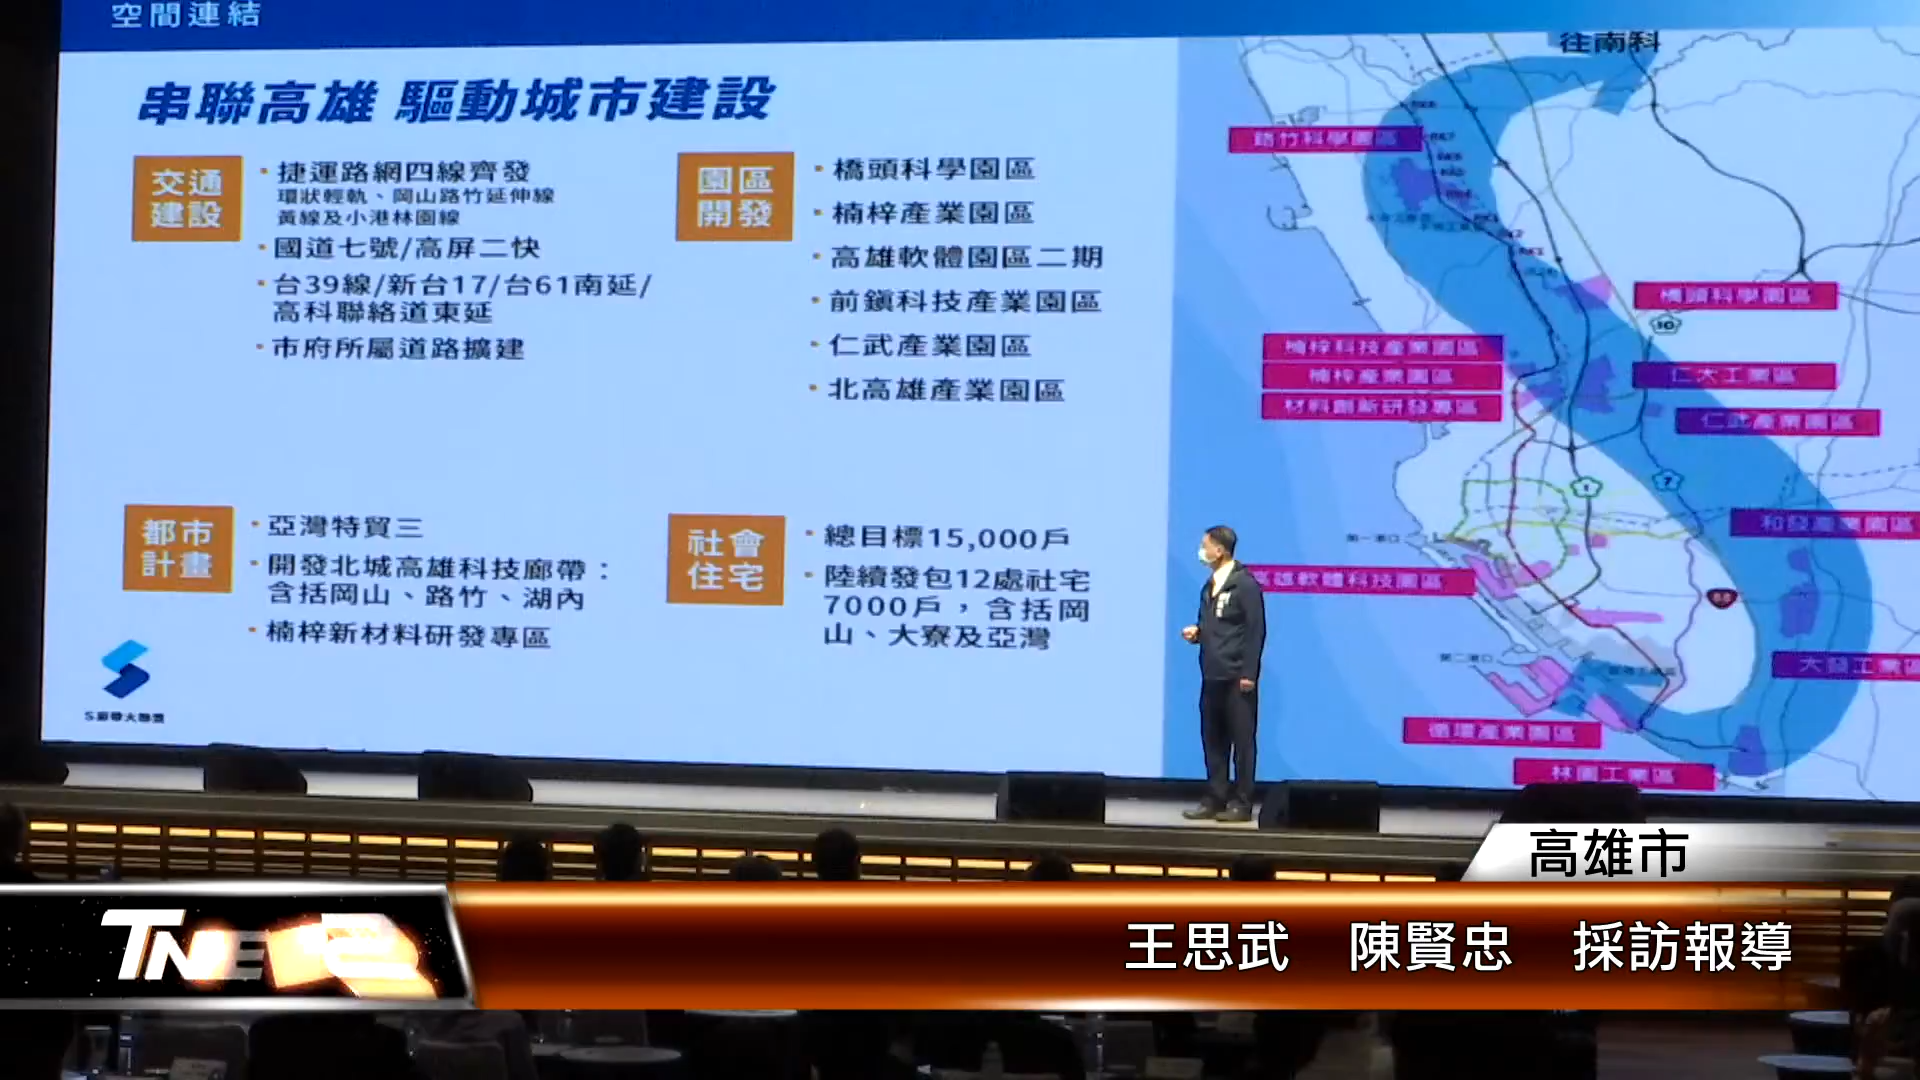 空間連結
串聯高雄 驅動城市建設
交通
建設
・捷運路網四線齊發
環狀輕軌、岡山路竹延伸線
黃線及小港林園線
・國道七號/高屏二快
・台39線/新台17/台61南延/
高科聯絡道東延
・市府所屬道路擴建
園區
開發
・橋頭科學園區
・楠梓產業園區
・高雄軟體園區二期
・前鎮科技產業園區
・仁武產業園區
・北高雄產業園區
都市
計畫
・亞灣特貿三
・開發北城高雄科技廊帶：
含括岡山、路竹、湖內
・楠梓新材料研發專區
社會
住宅
・總目標15,000戶
・陸續發包12處社宅
7000戶，含括岡
山、大寮及亞灣
往南科
路竹科學園區
橋頭科學園區
10
楠梓科技產業園區
楠梓產業園區
材料創新研發專區
仁大工業區
仁武產業園區
1
7
和發產業園區
第一港口
高雄軟體科技園區
88
第二港口
大發工業區
循環產業園區
林園工業區
高雄市
TNEWS
王思武 陳賢忠 採訪報導